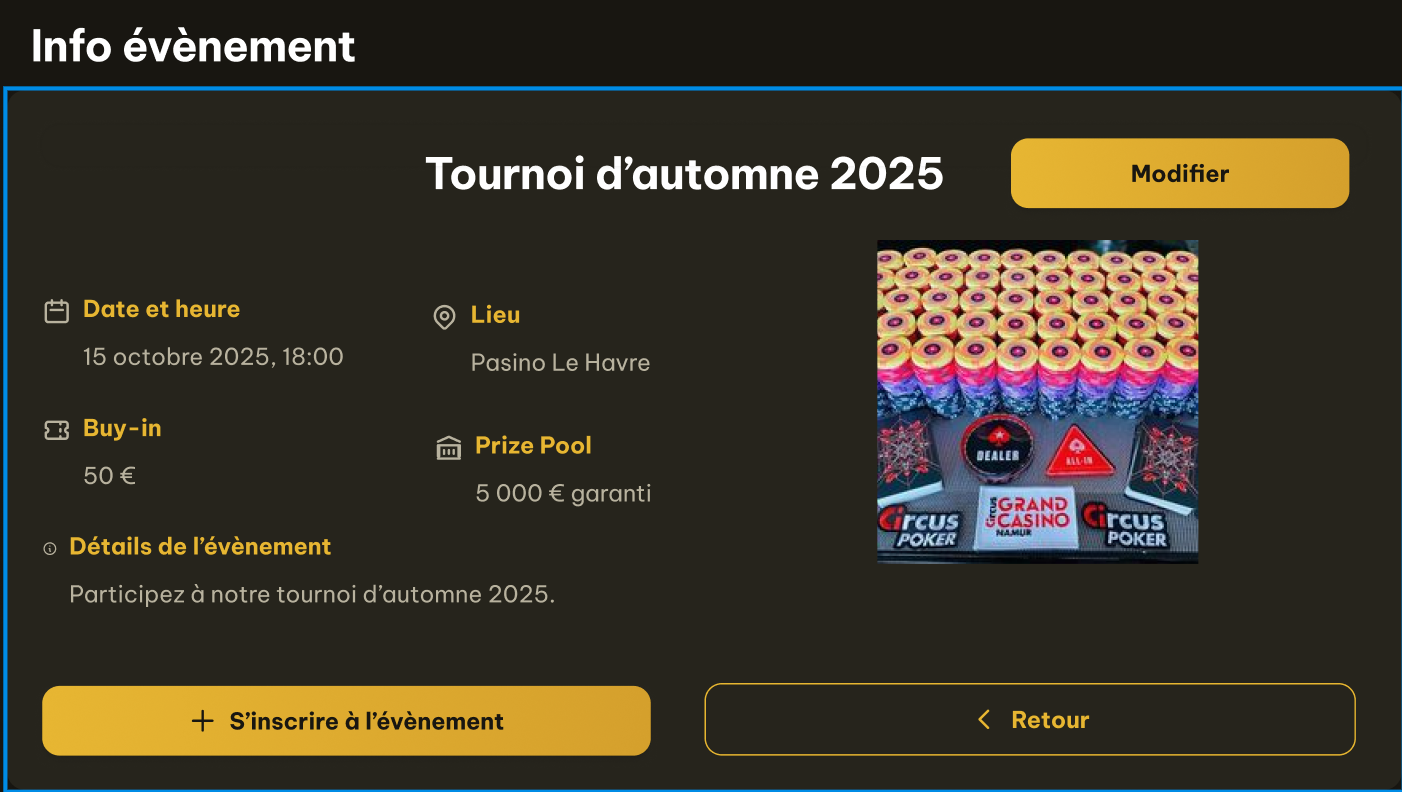 Info évènement
Tournoi d’automne 2025
Modifier
Date et heure
15 octobre 2025, 18:00
Lieu
Pasino Le Havre
Buy-in
50 €
Prize Pool
5 000 € garanti
Détails de l’évènement
Participez à notre tournoi d’automne 2025.
DEALER
ALL-IN
CIRCUS
POKER
CIRCUS
GRAND
CASINO
NAMUR
CIRCUS
POKER
S’inscrire à l’évènement
Retour